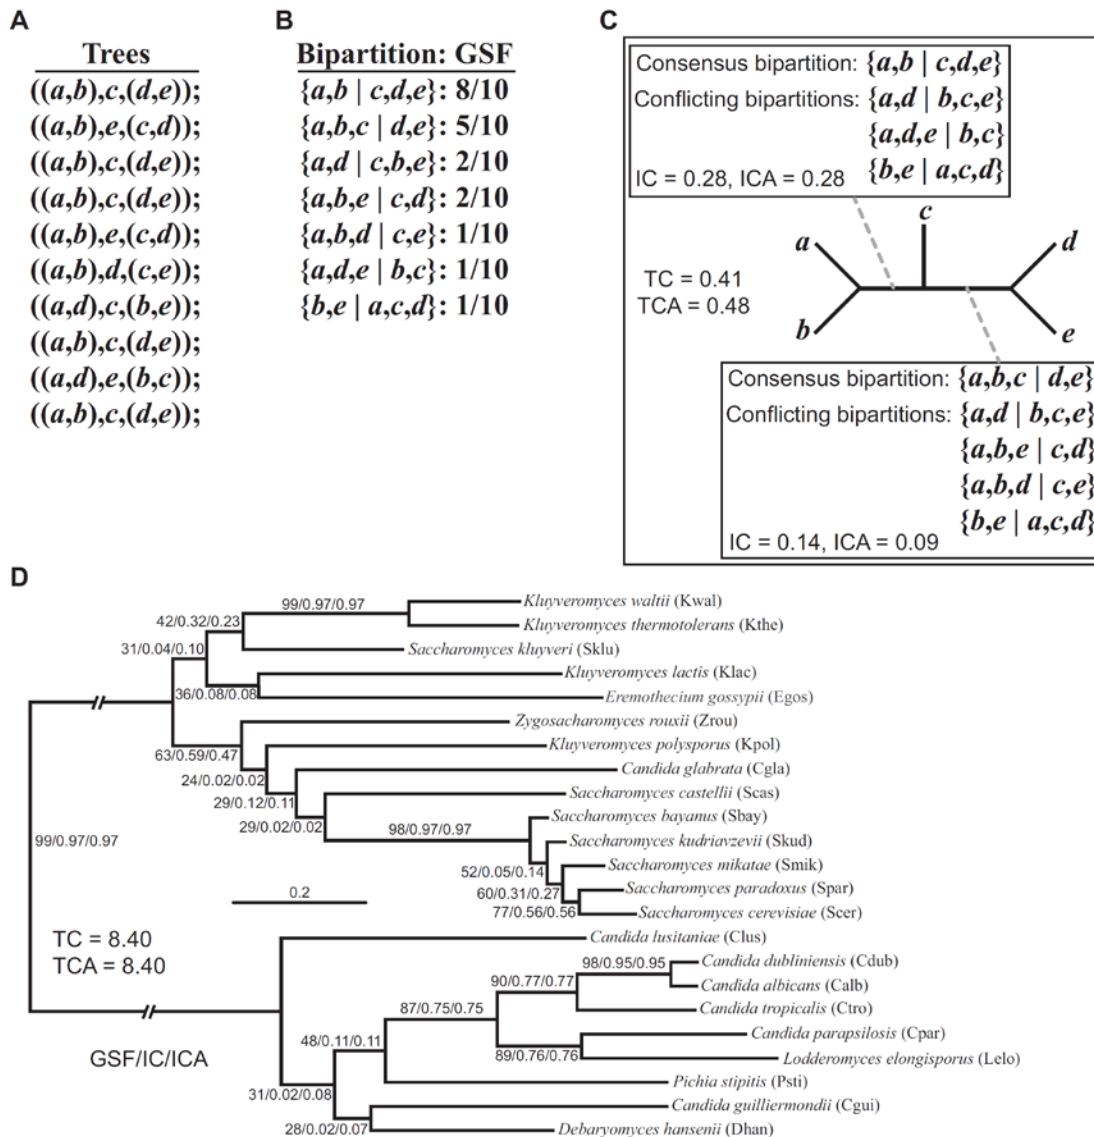 A
Trees
((a,b),c,(d,e));
((a,b),e,(c,d));
((a,b),c,(d,e));
((a,b),c,(d,e));
((a,b),e,(c,d));
((a,b),d,(c,e));
((a,d),c,(b,e));
((a,b),c,(d,e));
((a,d),e,(b,c));
((a,b),c,(d,e));
B
Bipartition: GSF
{a,b | c,d,e}: 8/10
{a,b,c | d,e}: 5/10
{a,d | c,b,e}: 2/10
{a,b,e | c,d}: 2/10
{a,b,d | c,e}: 1/10
{a,d,e | b,c}: 1/10
{b,e | a,c,d}: 1/10
C
Consensus bipartition: {a,b | c,d,e}
Conflicting bipartitions: {a,d | b,c,e}
{a,d,e | b,c}
{b,e | a,c,d}
IC = 0.28, ICA = 0.28
c
a
d
TC = 0.41
TCA = 0.48
b
e
Consensus bipartition: {a,b,c | d,e}
Conflicting bipartitions: {a,d | b,c,e}
{a,b,e | c,d}
{a,b,d | c,e}
{b,e | a,c,d}
IC = 0.14, ICA = 0.09
D
99/0.97/0.97
Kluyveromyces waltii (Kwal)
42/0.32/0.23
Kluyveromyces thermotolerans (Kthe)
31/0.04/0.10
Saccharomyces kluyveri (Sklu)
Kluyveromyces lactis (Klac)
36/0.08/0.08
Eremothecium gossypii (Egos)
Zygosacharomyces rouxii (Zrou)
63/0.59/0.47
Kluyveromyces polysporus (Kpol)
24/0.02/0.02
Candida glabrata (Cgla)
29/0.12/0.11
Saccharomyces castellii (Scas)
29/0.02/0.02
98/0.97/0.97
Saccharomyces bayanus (Sbay)
99/0.97/0.97
Saccharomyces kudriavzevii (Skud)
52/0.05/0.14
Saccharomyces mikatae (Smik)
60/0.31/0.27
Saccharomyces paradoxus (Spar)
77/0.56/0.56
Saccharomyces cerevisiae (Scer)
0.2
TC = 8.40
TCA = 8.40
Candida lusitaniae (Clus)
98/0.95/0.95
Candida dubliniensis (Cdub)
90/0.77/0.77
Candida albicans (Calb)
87/0.75/0.75
Candida tropicalis (Ctro)
Candida parapsilosis (Cpar)
48/0.11/0.11
89/0.76/0.76
Lodderomyces elongisporus (Lelo)
GSF/IC/ICA
Pichia stipitis (Psti)
31/0.02/0.08
Candida guilliermondii (Cgui)
28/0.02/0.07
Debaryomyces hansenii (Dhan)